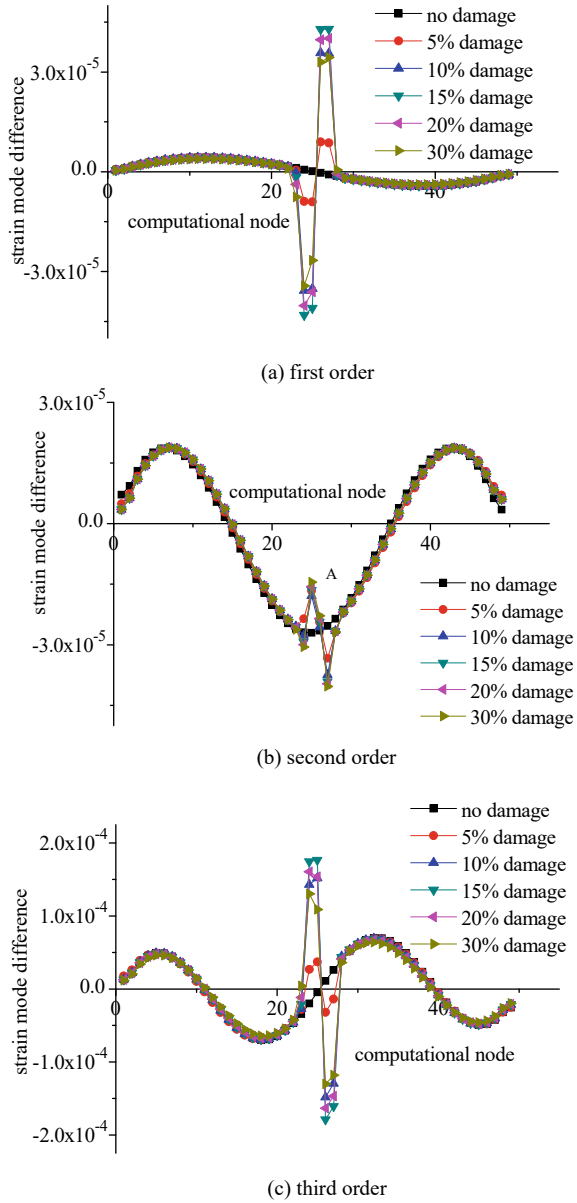 no damage
5% damage
10% damage
15% damage
20% damage
30% damage
strain mode difference
3.0x10-5
0.0
-3.0x10-5
0
20
40
computational node
(a) first order
3.0x10-5
0.0
-3.0x10-5
strain mode difference
0
20
40
computational node
A
no damage
5% damage
10% damage
15% damage
20% damage
30% damage
(b) second order
no damage
5% damage
10% damage
15% damage
20% damage
30% damage
strain mode difference
2.0x10-4
1.0x10-4
0.0
-1.0x10-4
-2.0x10-4
0
20
40
computational node
(c) third order